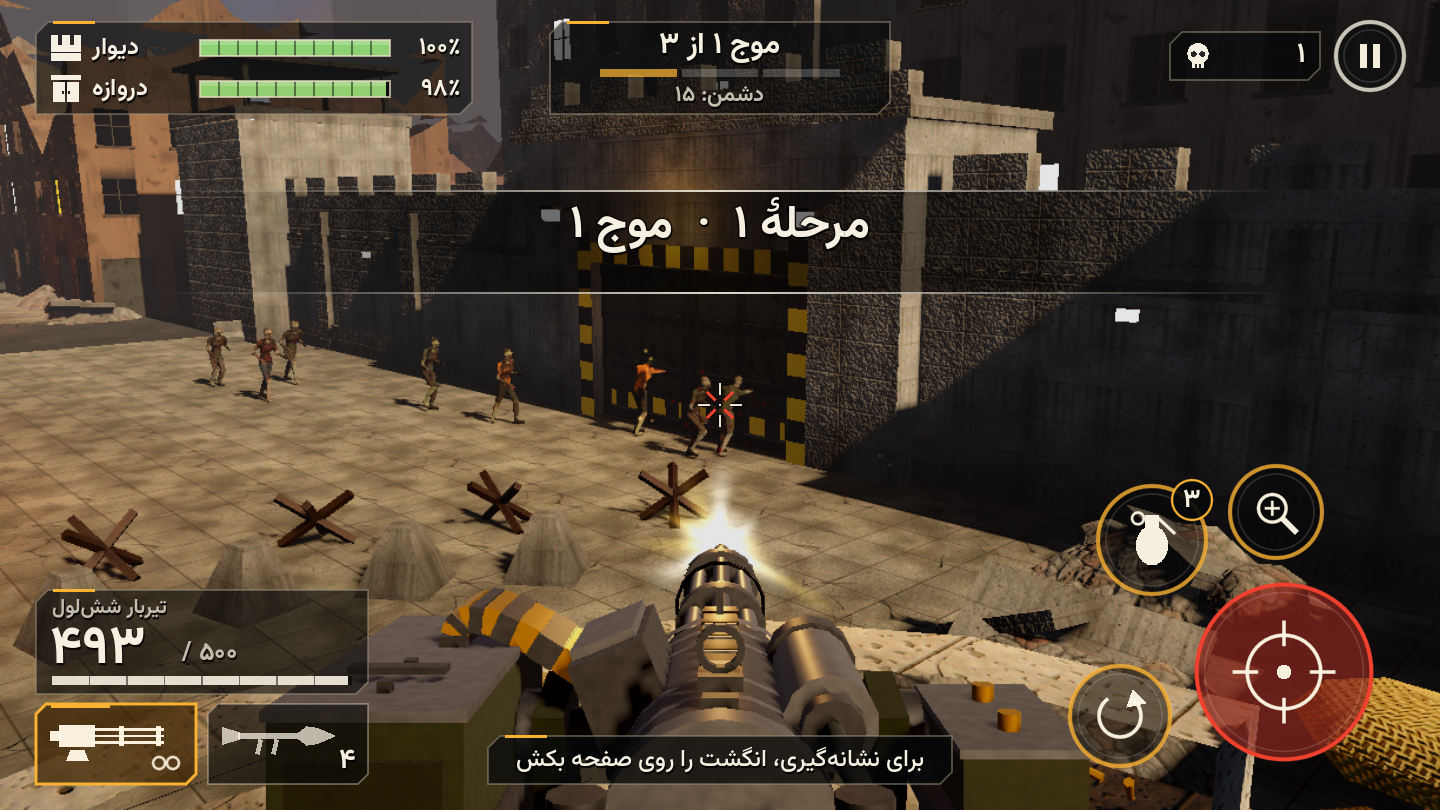 دیوار ۱۰۰٪
دروازه ۹۸٪
موج ۱ از ۳
دشمن: ۱۵
۱
مرحلهٔ ۱ · موج ۱
۳
تیربار شش‌لول
۴۹۳ / ۵۰۰
∞
۴
برای نشانه‌گیری، انگشت را روی صفحه بکش